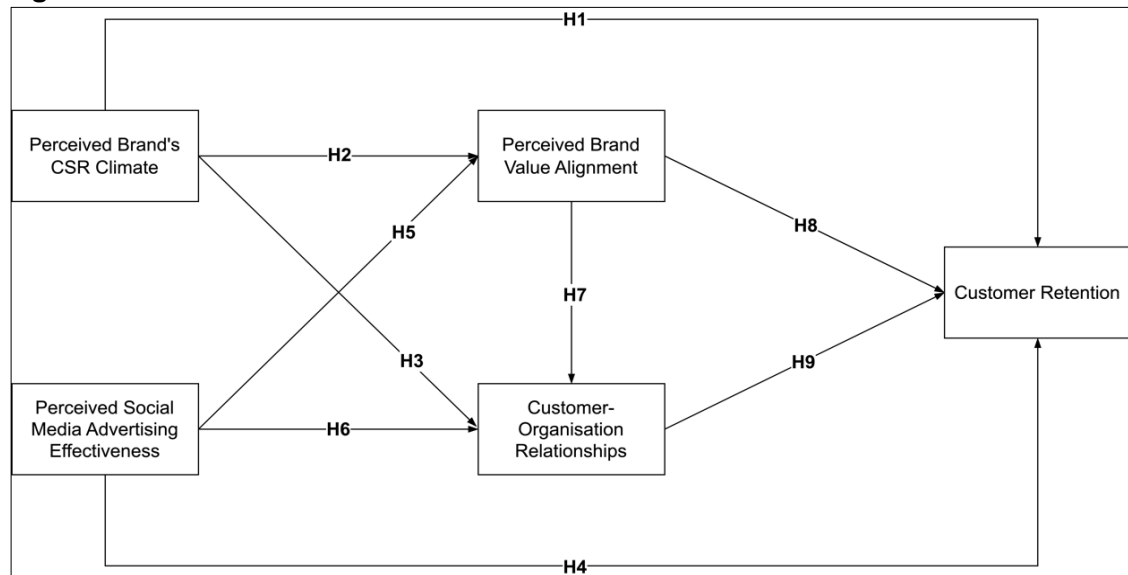 H1
Perceived Brand's
CSR Climate
H2
Perceived Brand
Value Alignment
H5
H8
H7
Customer Retention
H3
H9
Perceived Social
Media Advertising
Effectiveness
H6
Customer-
Organisation
Relationships
H4